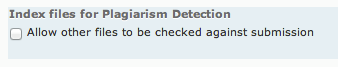 Index files for Plagiarism Detection
Allow other files to be checked against submission